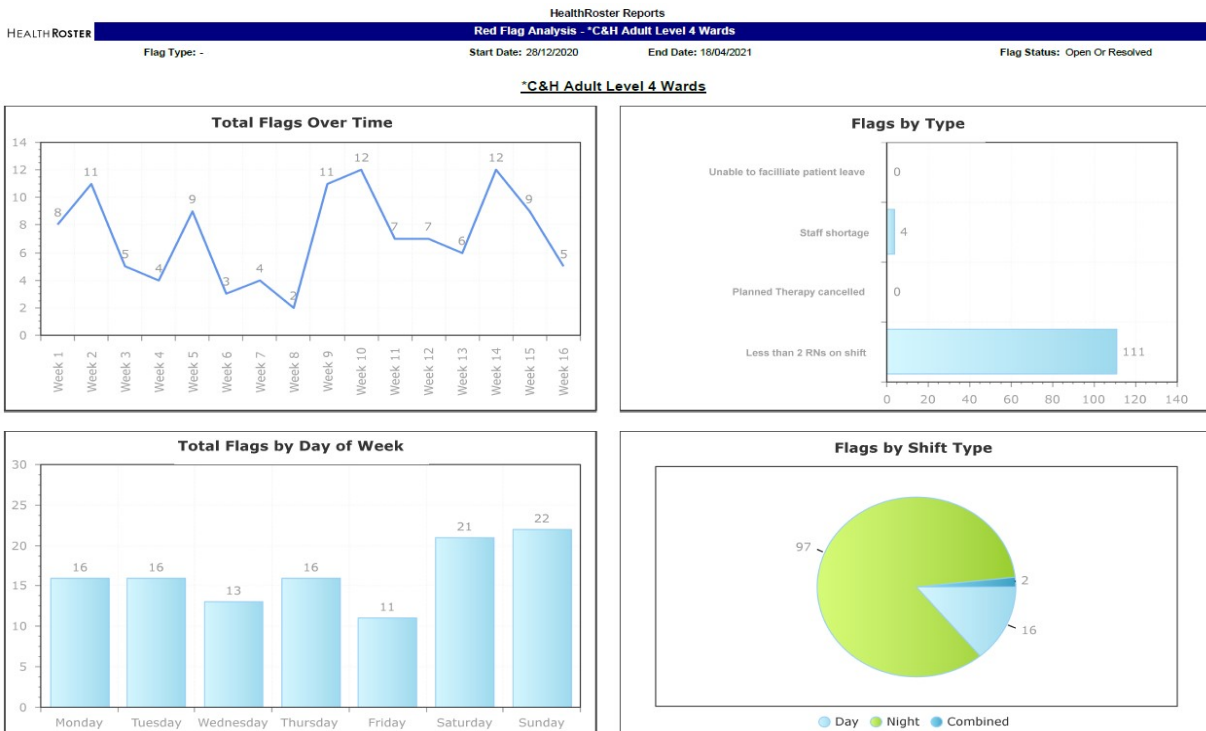 HealthRoster Reports
HEALTHROSTER
Red Flag Analysis - *C&H Adult Level 4 Wards
Flag Type: - Start Date: 28/12/2020 End Date: 18/04/2021 Flag Status: Open Or Resolved
*C&H Adult Level 4 Wards
Total Flags Over Time
14
12
10
8
6
4
2
0
8
11
5
4
9
3
4
2
11
12
7
7
6
12
9
5
Week 1 Week 2 Week 3 Week 4 Week 5 Week 6 Week 7 Week 8 Week 9 Week 10 Week 11 Week 12 Week 13 Week 14 Week 15 Week 16
Flags by Type
Unable to facilliate patient leave 0
Staff shortage 4
Planned Therapy cancelled 0
Less than 2 RNs on shift 111
0 20 40 60 80 100 120 140
Total Flags by Day of Week
30
25
20
15
10
5
0
16 16 13 16 11 21 22
Monday Tuesday Wednesday Thursday Friday Saturday Sunday
Flags by Shift Type
97
2
16
Day Night Combined